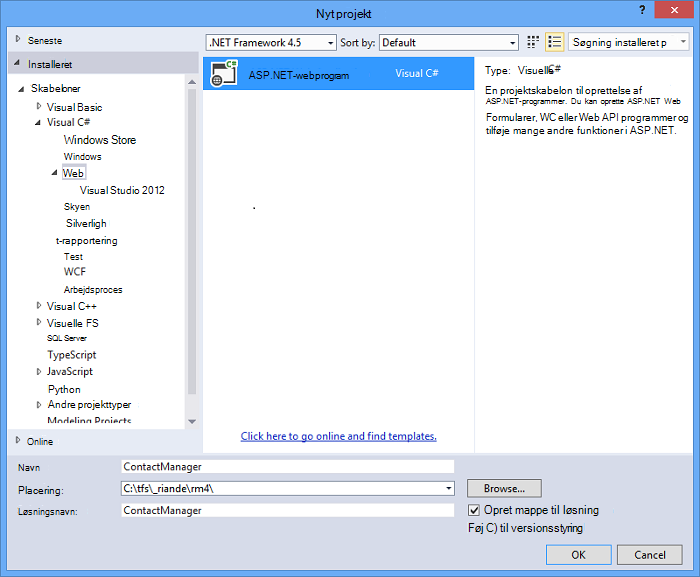 Nyt projekt
?
Seneste
.NET Framework 4.5 Sort by: Default Søgning installeret p
Installeret
ASP.NET-webprogram Visual C#
Type: Visuelle C#
En projektskabelon til oprettelse af
ASP.NET-programmer. Du kan oprette ASP.NET Web
Formularer, WC eller Web API programmer og
tilføje mange andre funktioner i ASP.NET.
Skabeloner
Visual Basic
Visual C#
Windows Store
Windows
Web
Visual Studio 2012
Skyen
Silverligh
t-rapportering
Test
WCF
Arbejdsproces
Visual C++
Visuelle FS
SQL Server
TypeScript
JavaScript
Python
Andre projekttyper
Modeling Projects
Click here to go online and find templates.
Online
Navn ContactManager
Placering: C:\tfs\_riande\rm4\ Browse...
Løsningsnavn: ContactManager
Opret mappe til løsning
Føj C) til versionsstyring
OK Cancel